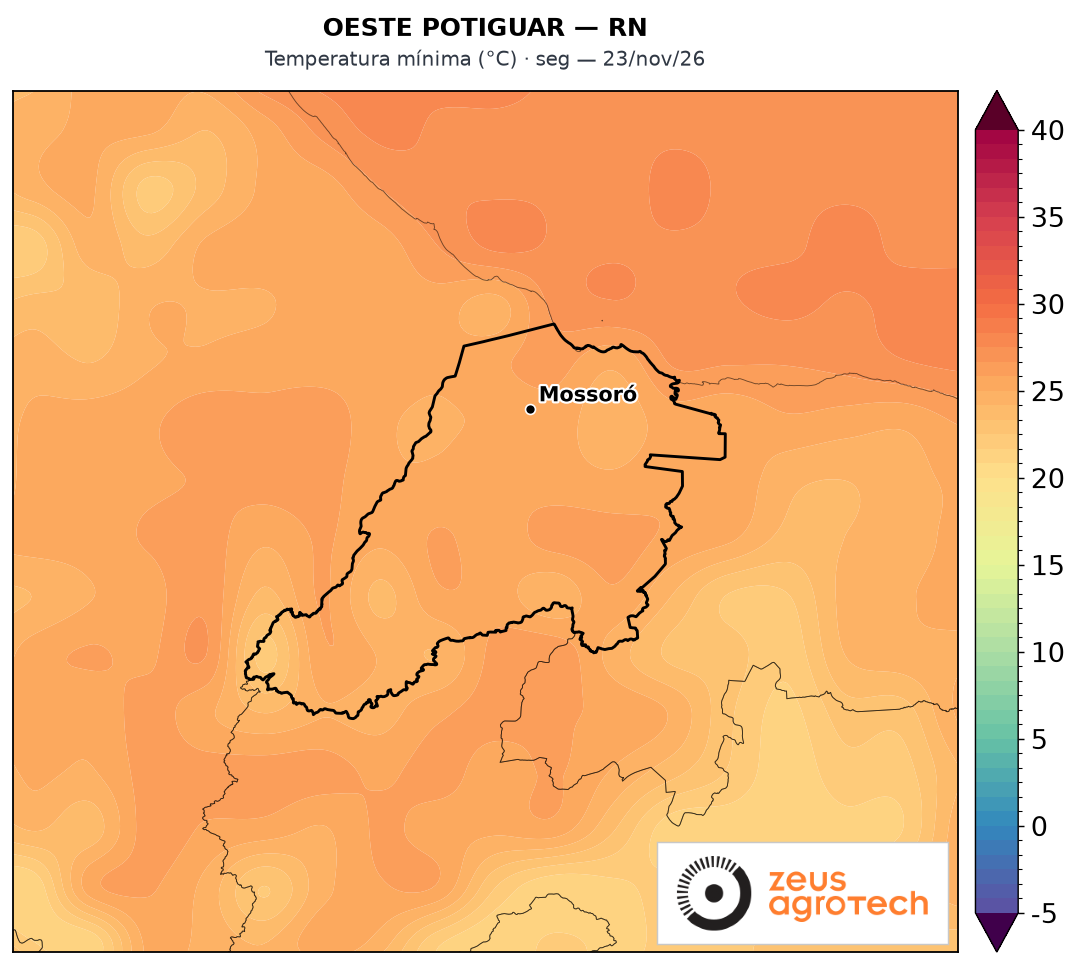 OESTE POTIGUAR — RN
Temperatura mínima (°C) · seg — 23/nov/26
Mossoró
40
35
30
25
20
15
10
5
0
-5
zeus
agrotech